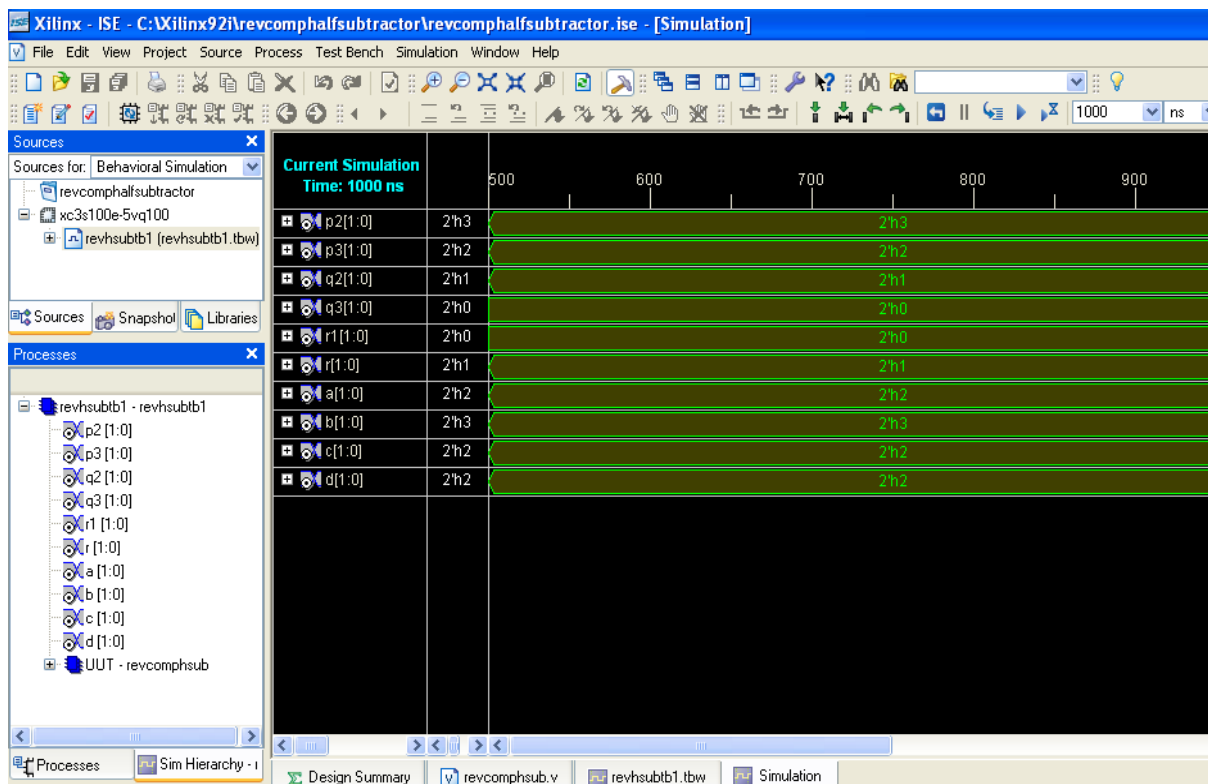 Xilinx - ISE - C:\Xilinx92i\revcomphalfsubtractor\revcomphalfsubtractor.ise - [Simulation]
File Edit View Project Source Process Test Bench Simulation Window Help
1000 ns
Sources
Sources for: Behavioral Simulation
revcomphalfsubtractor
xc3s100e-5vq100
revhsubtb1 (revhsubtb1.tbw)
Sources Snapshot Libraries
Processes
revhsubtb1 - revhsubtb1
p2 [1:0]
p3 [1:0]
q2 [1:0]
q3 [1:0]
r1 [1:0]
r [1:0]
a [1:0]
b [1:0]
c [1:0]
d [1:0]
UUT - revcomphsub
Processes Sim Hierarchy - r
Current Simulation
Time: 1000 ns
500 600 700 800 900
p2[1:0] 2'h3 2'h3
p3[1:0] 2'h2 2'h2
q2[1:0] 2'h1 2'h1
q3[1:0] 2'h0 2'h0
r1[1:0] 2'h0 2'h0
r[1:0] 2'h1 2'h1
a[1:0] 2'h2 2'h2
b[1:0] 2'h3 2'h3
c[1:0] 2'h2 2'h2
d[1:0] 2'h2 2'h2
Design Summary revcomphsub.v revhsubtb1.tbw Simulation